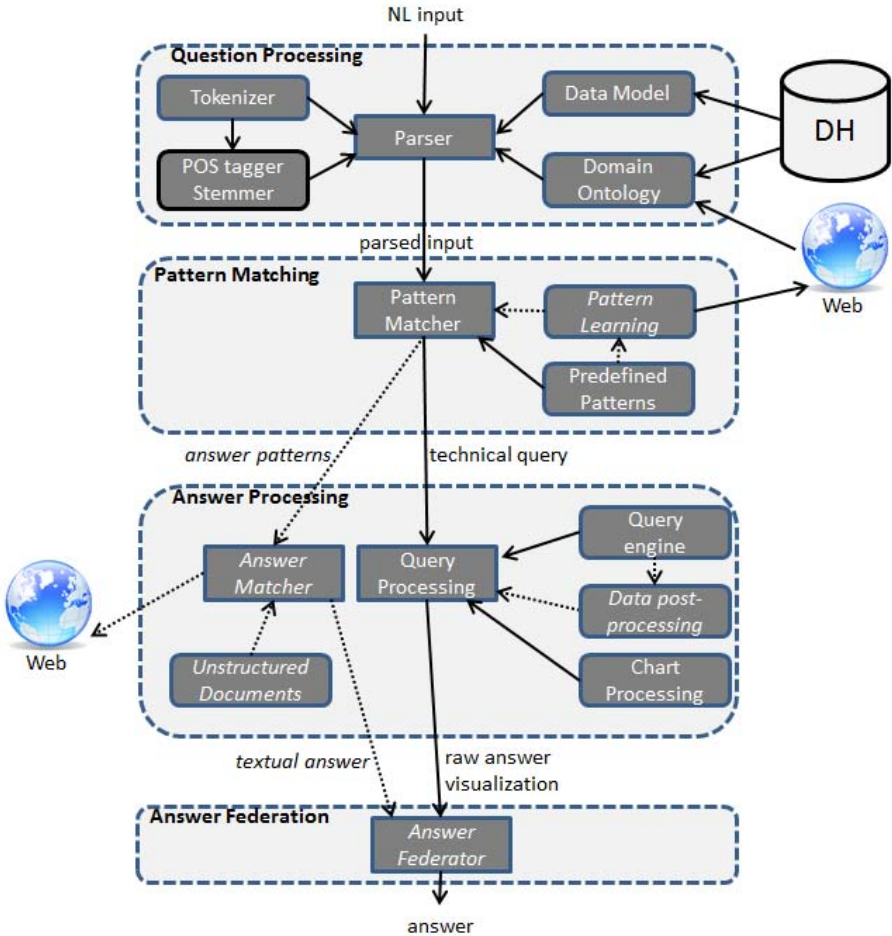 NL input
Question Processing
Tokenizer
Data Model
Parser
DH
POS tagger
Stemmer
Domain
Ontology
parsed input
Pattern Matching
Web
Pattern
Matcher
Pattern
Learning
Predefined
Patterns
answer patterns
technical query
Answer Processing
Query
engine
Answer
Matcher
Query
Processing
Data post-
processing
Web
Unstructured
Documents
Chart
Processing
textual answer
raw answer
visualization
Answer Federation
Answer
Federator
answer